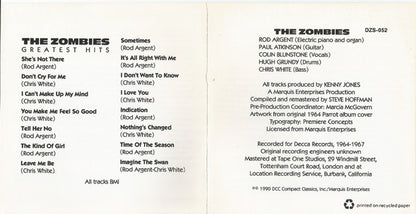 THE ZOMBIES
GREATEST HITS
She's Not There
(Rod Argent)
Don't Cry For Me
(Chris White)
I Can't Make Up My Mind
(Chris White)
You Make Me Feel So Good
(Chris White)
Tell Her No
(Rod Argent)
The Kind Of Girl
(Rod Argent)
Leave Me Be
(Chris White)
Sometimes
(Rod Argent)
It's All Right With Me
(Rod Argent)
I Don't Want To Know
(Chris White)
I Love You
(Chris White)
Indication
(Rod Argent)
Nothing's Changed
(Chris White)
Time Of The Season
(Rod Argent)
Imagine The Swan
(Rod Argent-Chris White)
All tracks BMI
THE ZOMBIES
DZS-052
ROD ARGENT (Electric piano and organ)
PAUL ATKINSON (Guitar)
COLIN BLUNSTONE (Vocals)
HUGH GRUNDY (Drums)
CHRIS WHITE (Bass)
All tracks produced by KENNY JONES
A Marquis Enterprises Production
Compiled and remastered by STEVE HOFFMAN
Pre-Production Coordination: Marcia McGovern
Artwork from original 1964 Parrot album cover
Typography: Premiere Concepts
Licensed from Marquis Enterprises
Recorded for Decca Records, 1964-1967
Original recording engineers unknown
Mastered at Tape One Studios, 29 Windmill Street,
Tottenham Court Road, London and at
Location Recording Service, Burbank, California
℗© 1990 DCC Compact Classics, Inc./Marquis Enterprises
printed on recycled paper